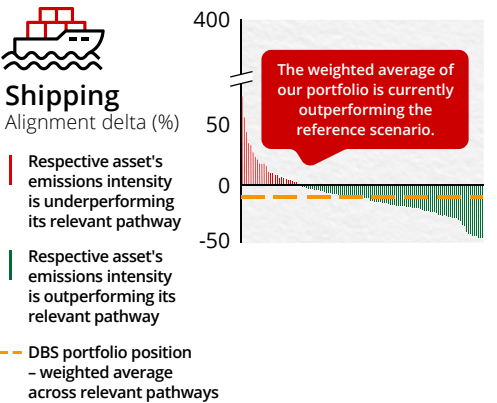 Shipping
Alignment delta (%)
Respective asset's
emissions intensity
is underperforming
its relevant pathway
Respective asset's
emissions intensity
is outperforming its
relevant pathway
DBS portfolio position
– weighted average
across relevant pathways
400
50
0
-50
The weighted average of
our portfolio is currently
outperforming the
reference scenario.